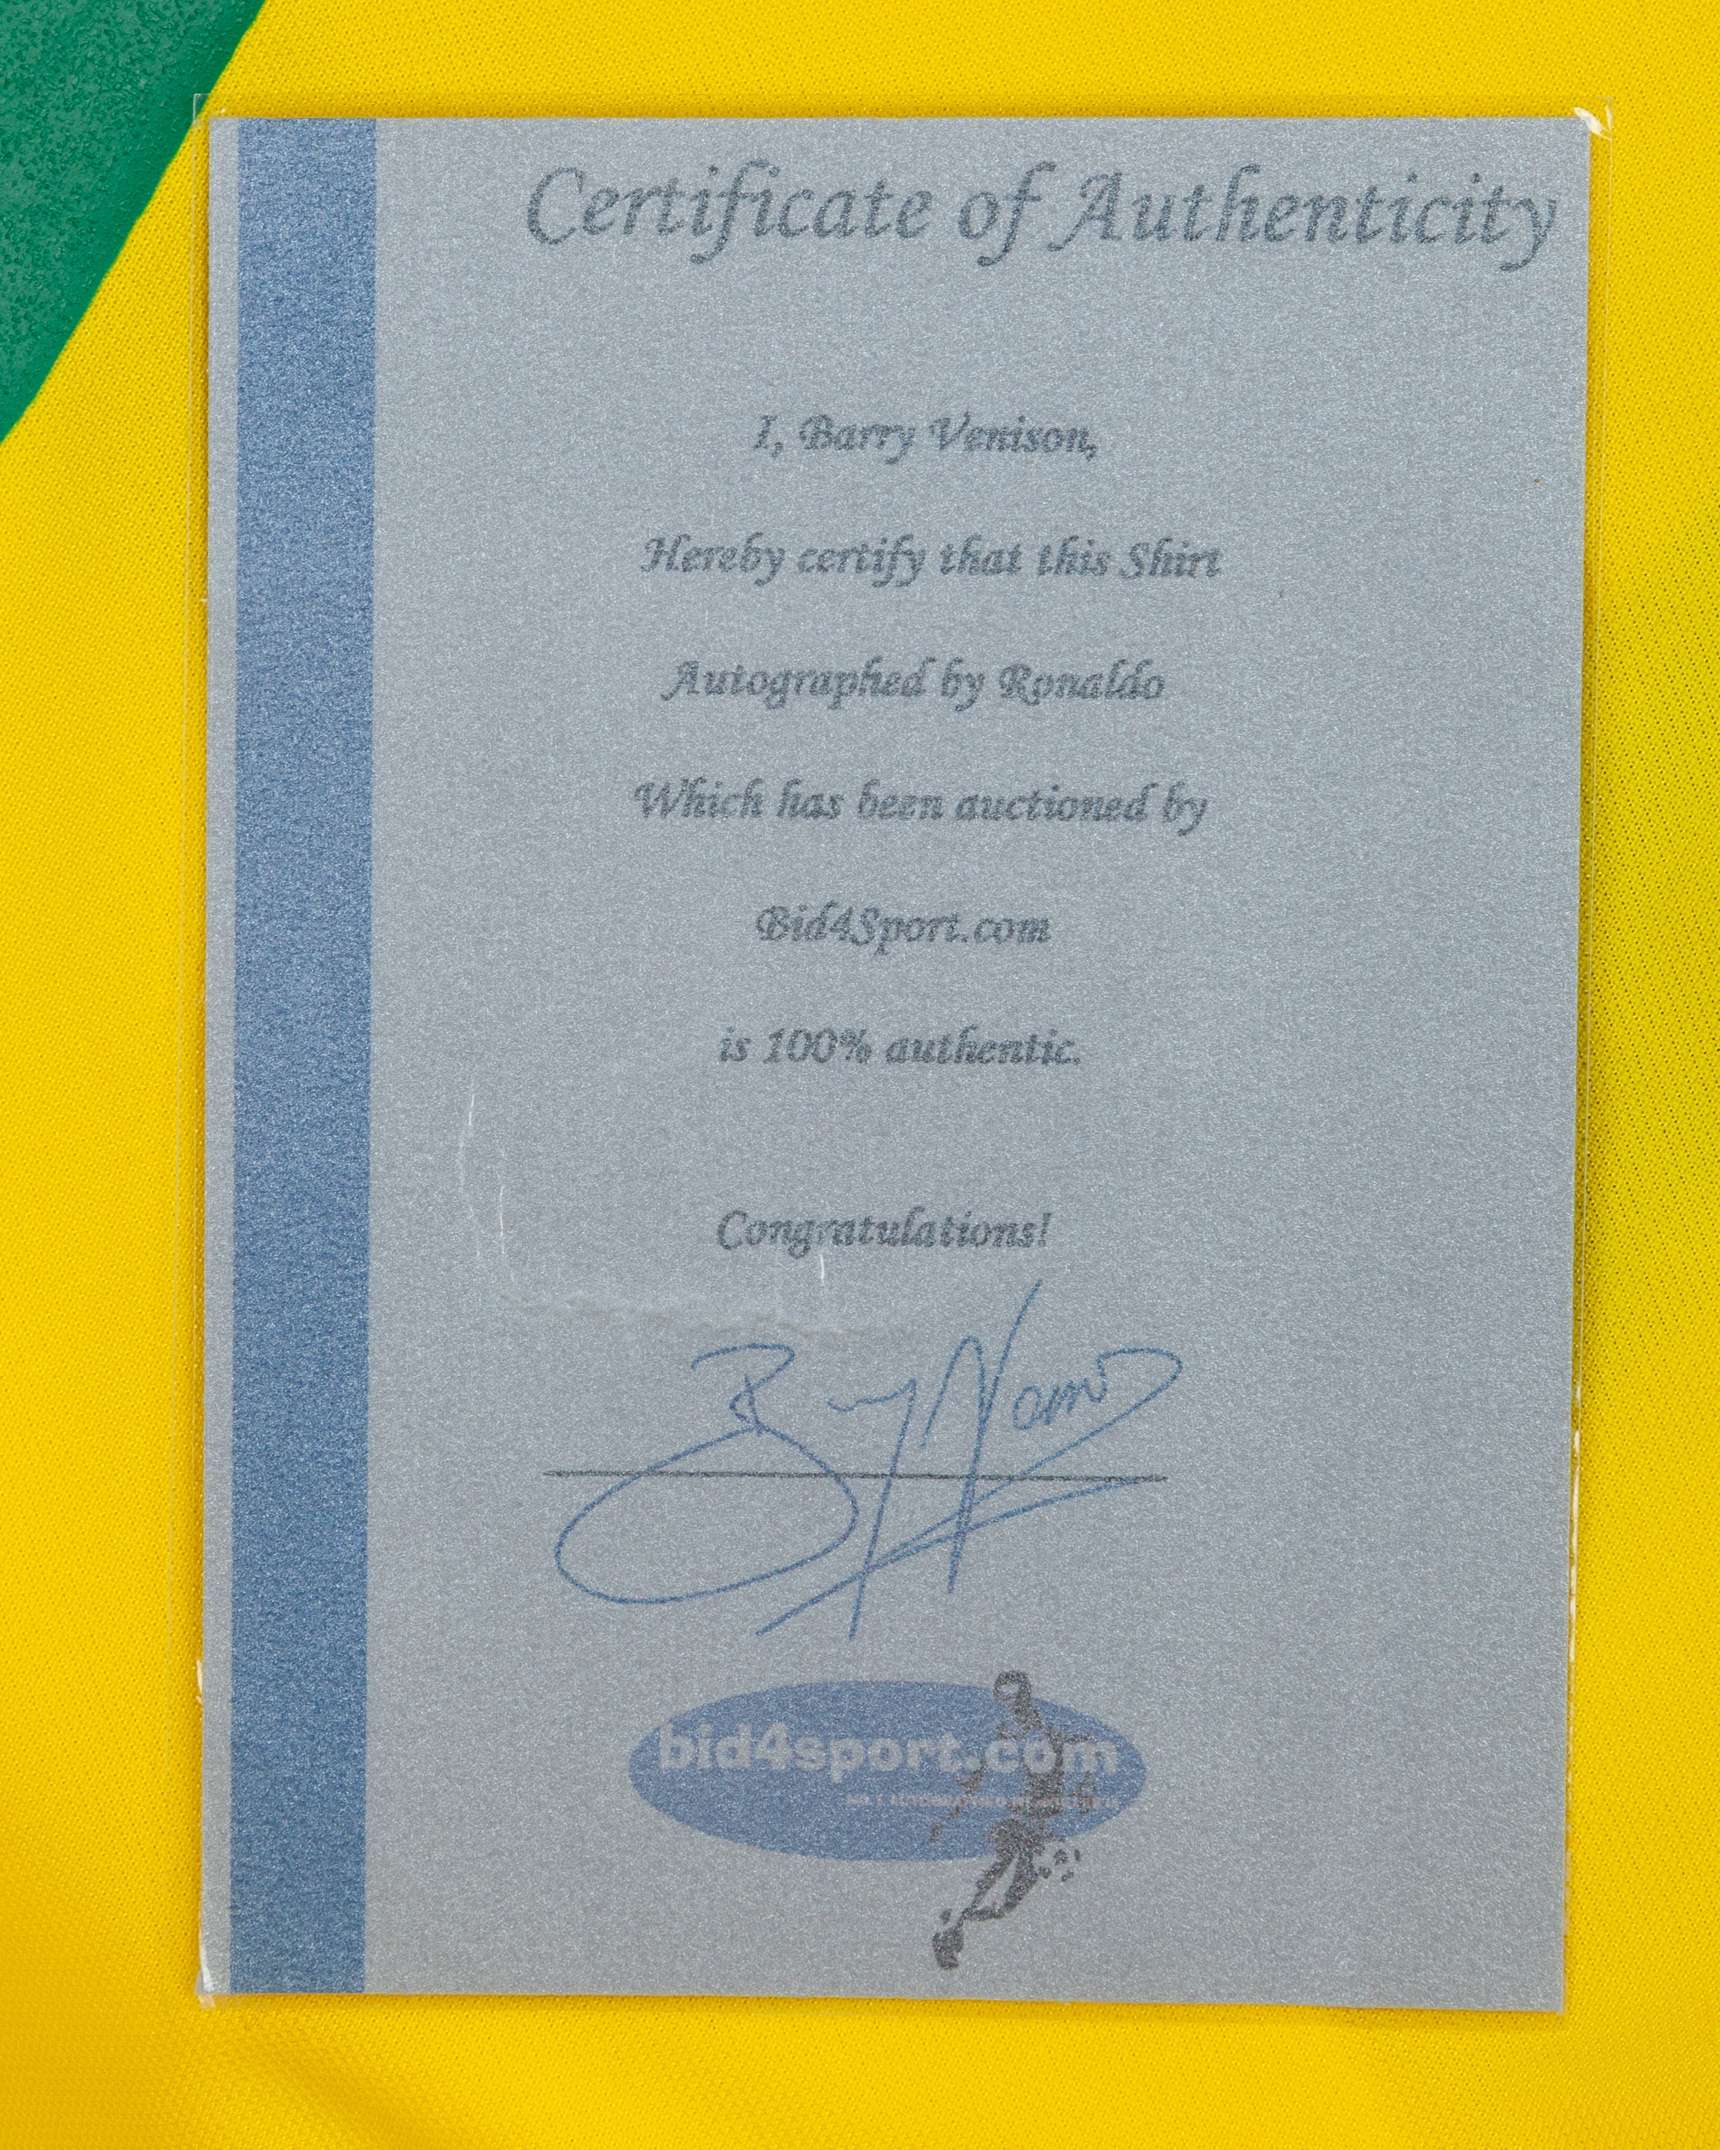 Certificate of Authenticity
I, Barry Venison,
Hereby certify that this Shirt
Autographed by Ronaldo
Which has been auctioned by
Bid4Sport.com
is 100% authentic.
Congratulations!
bid4sport.com